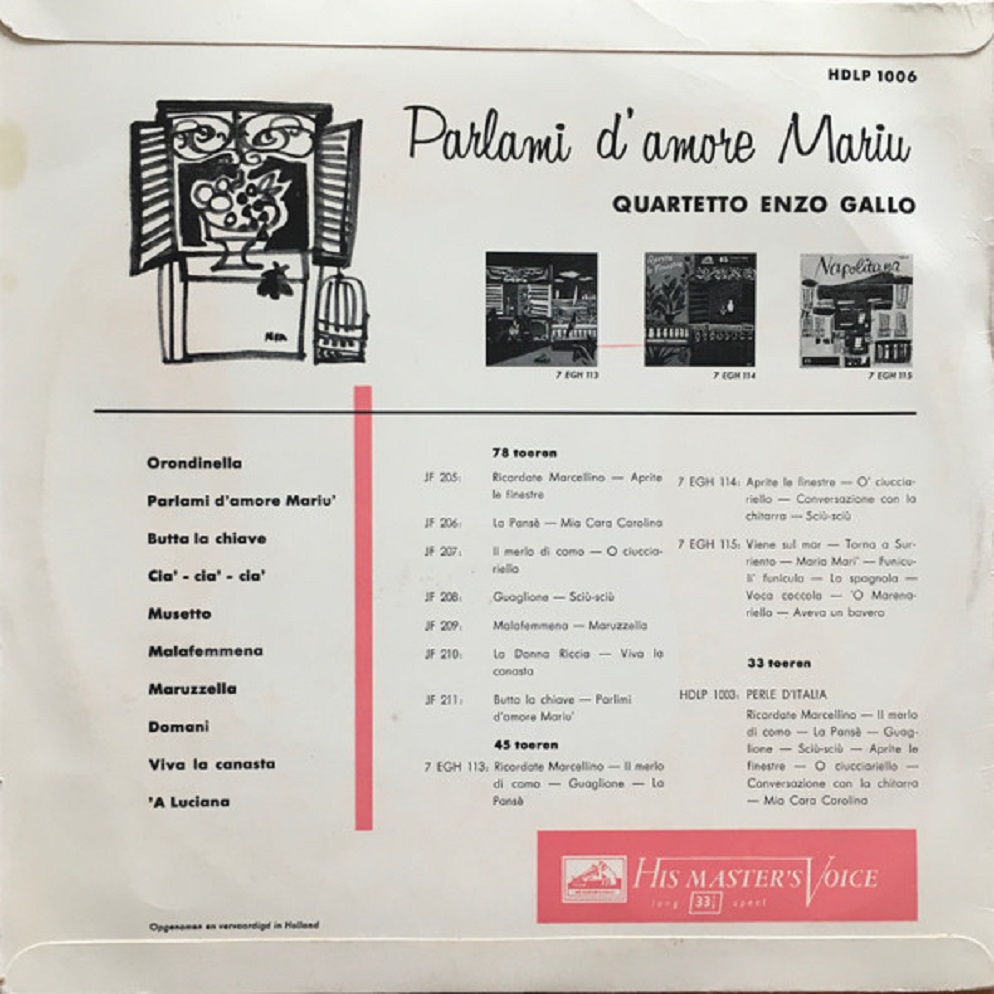 HDLP 1006
Parlami d'amore Mariu
QUARTETTO ENZO GALLO
Napolitana
7 EGH 113
7 EGH 114
7 EGH 115
Orondinella
Parlami d'amore Mariu'
Butta la chiave
Cia' - cia' - cia'
Musetto
Malafemmena
Maruzzella
Domani
Viva la canasta
'A Luciana
78 toeren
JF 205: Ricordate Marcellino — Aprite
le finestre
JF 206: La Pansè — Mia Cara Carolina
JF 207: Il merlo di como — O ciuccia-
riello
JF 208: Guaglione — Sciù-sciù
JF 209: Malafemmena — Maruzzella
JF 210: La Donna Riccia — Viva la
canasta
JF 211: Butta la chiave — Parlimi
d'amore Mariu'
45 toeren
7 EGH 113: Ricordate Marcellino — Il merlo
di como — Guaglione — La
Pansè
7 EGH 114: Aprite le finestre — O' ciuccia-
riello — Conversazione con la
chitarra — Sciù-sciù
7 EGH 115: Viene sul mar — Torna a Sur-
riento — Maria Mari' — Funicu-
li' funicula — La spagnola —
Voca coccola — 'O Marena-
riello — Aveva un bavero
33 toeren
HDLP 1003: PERLE D'ITALIA
Ricordate Marcellino — Il merlo
di como — La Pansè — Guag-
lione — Sciù-sciù — Aprite le
finestre — O ciucciariello —
Conversazione con la chitarra
— Mia Cara Carolina
HIS MASTER'S VOICE
long 33⅓ speel
Opgenomen en vervaardigd in Holland